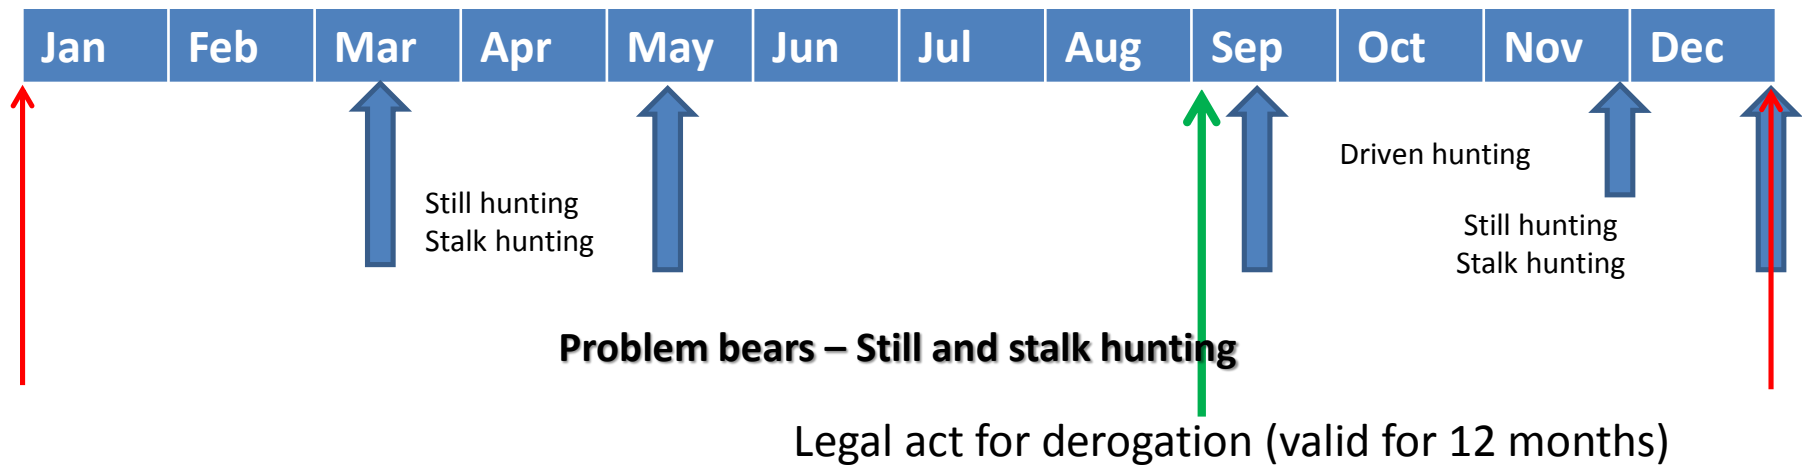 Jan Feb Mar Apr May Jun Jul Aug Sep Oct Nov Dec
Driven hunting
Still hunting
Stalk hunting
Still hunting
Stalk hunting
Problem bears – Still and stalk hunting
Legal act for derogation (valid for 12 months)